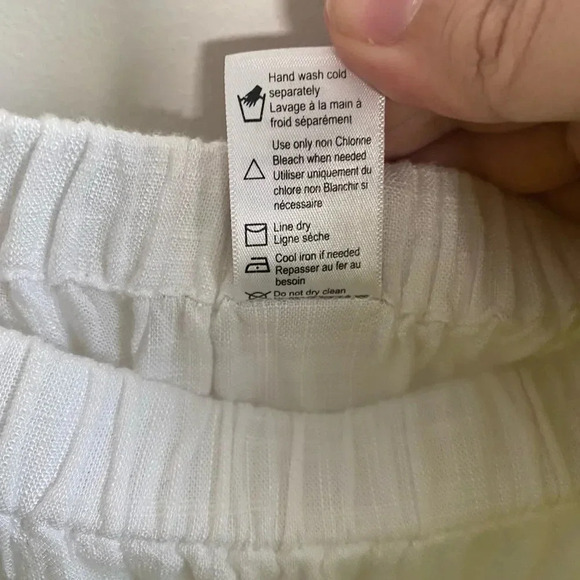 Hand wash cold
separately
Lavage à la main à
froid séparément
Use only non Chlorine
Bleach when needed
Utiliser uniquement du
chlore non Blanchir si
nécessaire
Line dry
Ligne sèche
Cool iron if needed
Repasser au fer au
besoin
Do not dry clean